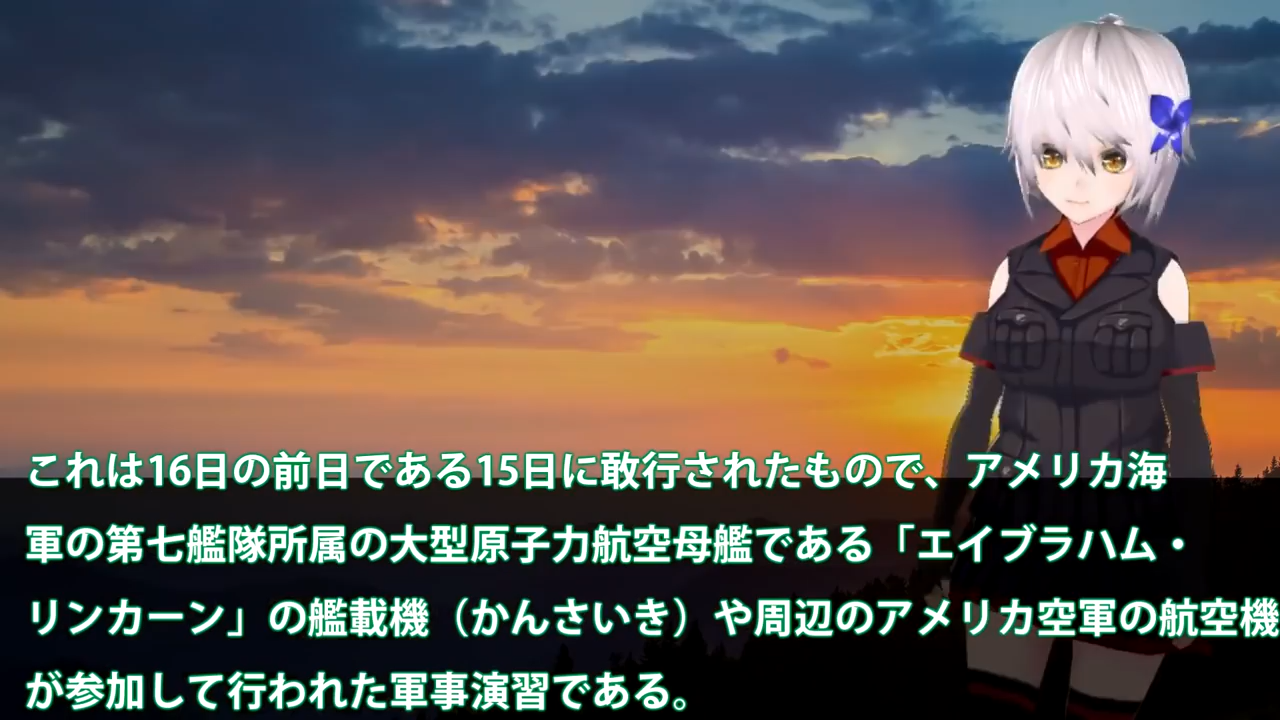 これは16日の前日である15日に敢行されたもので、アメリカ海
軍の第七艦隊所属の大型原子力航空母艦である「エイブラハム・
リンカーン」の艦載機（かんさいき）や周辺のアメリカ空軍の航空機
が参加して行われた軍事演習である。